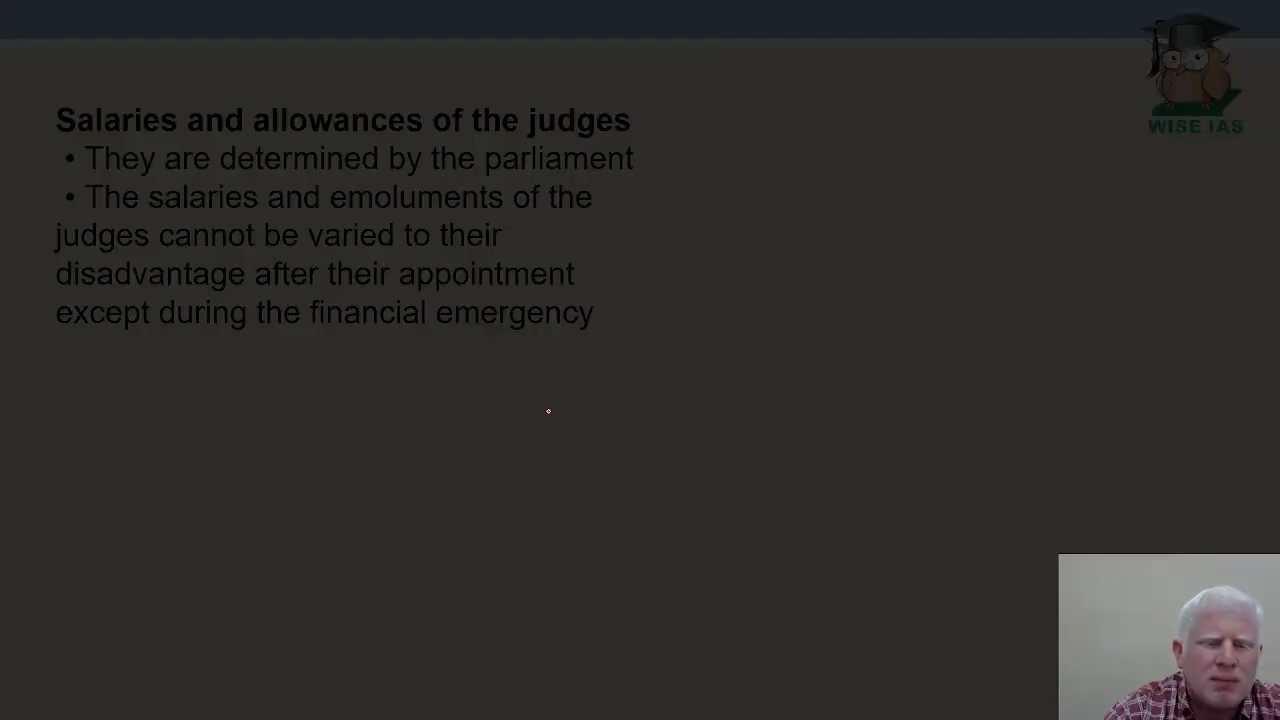 Salaries and allowances of the judges
• They are determined by the parliament
• The salaries and emoluments of the
judges cannot be varied to their
disadvantage after their appointment
except during the financial emergency
WISE IAS